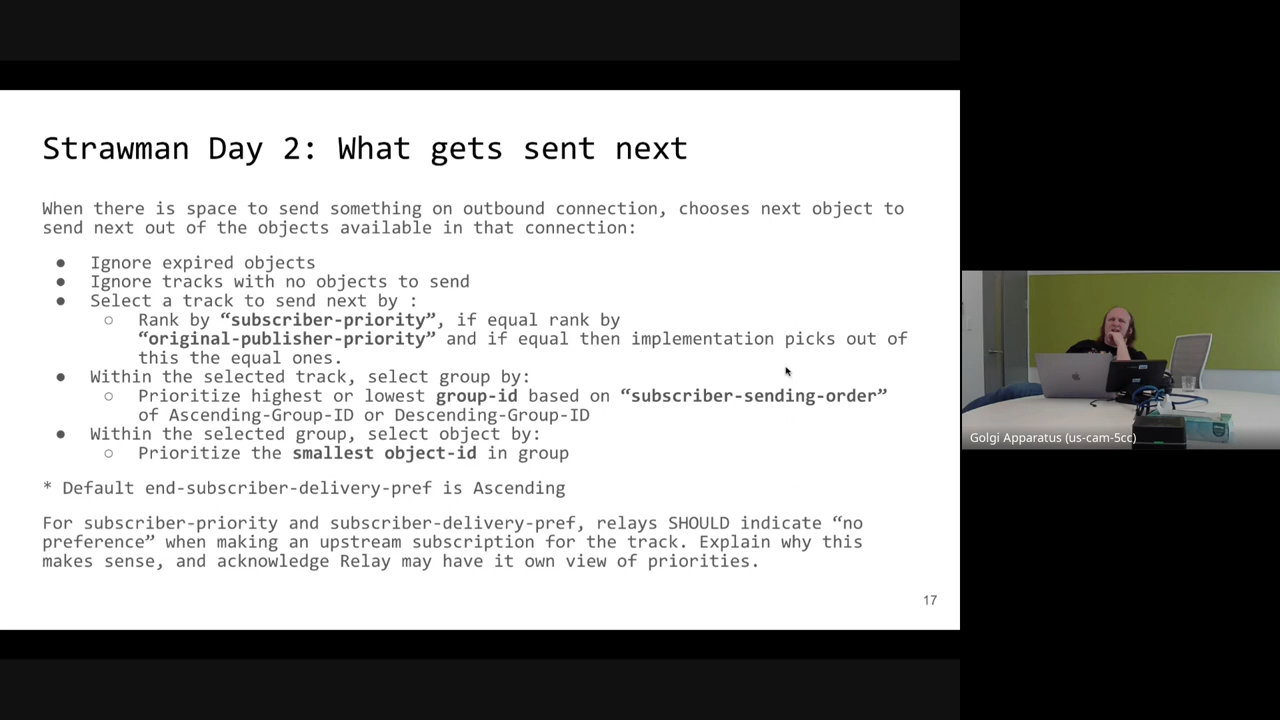 Strawman Day 2: What gets sent next
When there is space to send something on outbound connection, chooses next object to
send next out of the objects available in that connection:
● Ignore expired objects
● Ignore tracks with no objects to send
● Select a track to send next by :
○ Rank by “subscriber-priority”, if equal rank by
“original-publisher-priority” and if equal then implementation picks out of
this the equal ones.
● Within the selected track, select group by:
○ Prioritize highest or lowest group-id based on “subscriber-sending-order”
of Ascending-Group-ID or Descending-Group-ID
● Within the selected group, select object by:
○ Prioritize the smallest object-id in group
* Default end-subscriber-delivery-pref is Ascending
For subscriber-priority and subscriber-delivery-pref, relays SHOULD indicate “no
preference” when making an upstream subscription for the track. Explain why this
makes sense, and acknowledge Relay may have it own view of priorities.
17
Golgi Apparatus (us-cam-5cc)